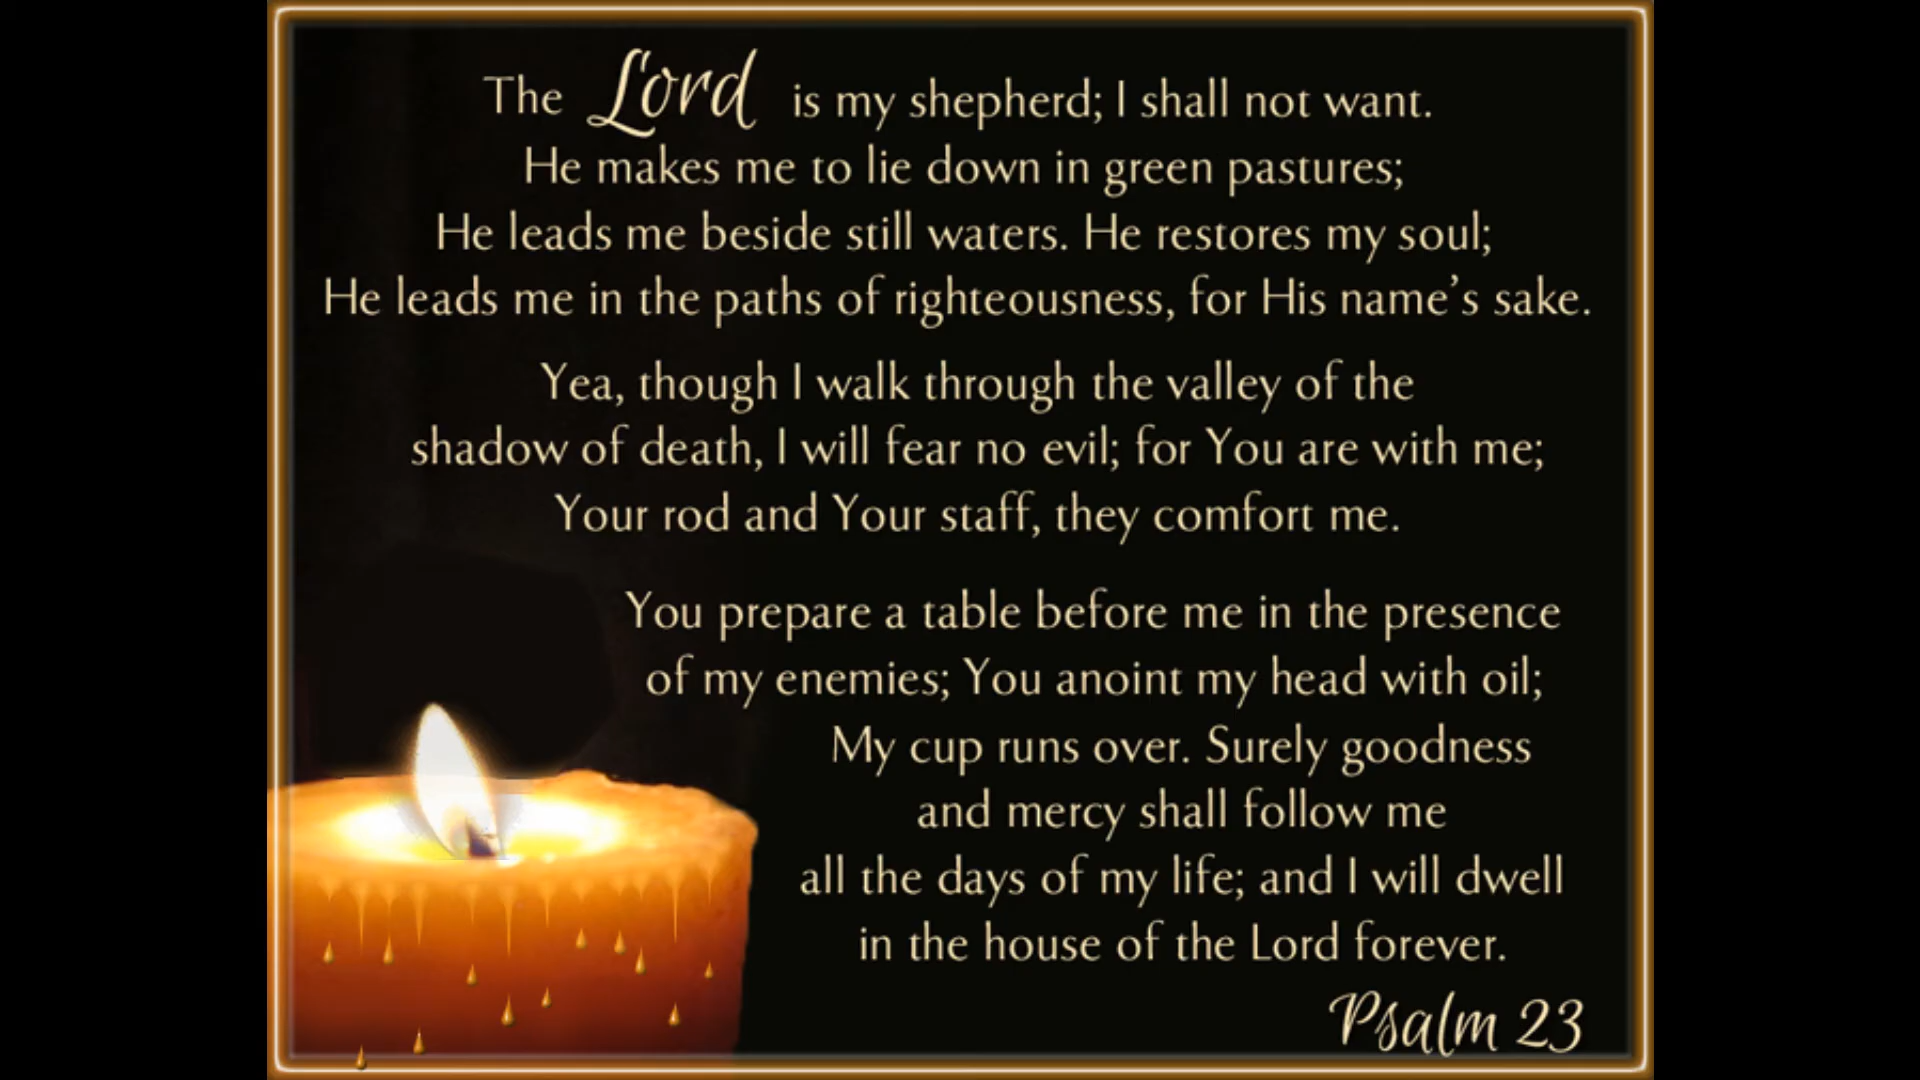 The Lord is my shepherd; I shall not want.
He makes me to lie down in green pastures;
He leads me beside still waters. He restores my soul;
He leads me in the paths of righteousness, for His name’s sake.
Yea, though I walk through the valley of the
shadow of death, I will fear no evil; for You are with me;
Your rod and Your staff, they comfort me.
You prepare a table before me in the presence
of my enemies; You anoint my head with oil;
My cup runs over. Surely goodness
and mercy shall follow me
all the days of my life; and I will dwell
in the house of the Lord forever.
Psalm 23